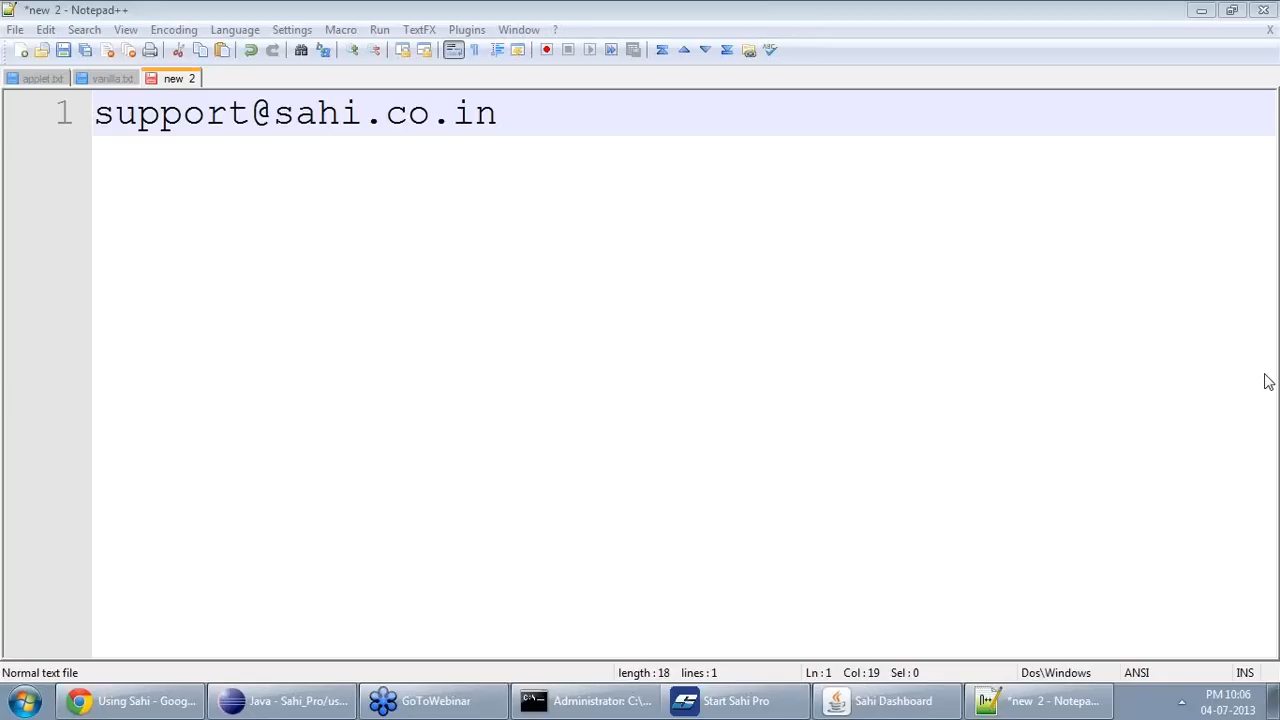 *new 2 - Notepad++
File Edit Search View Encoding Language Settings Macro Run TextFX Plugins Window ? X
applet.txt vanilla.txt new 2
1 support@sahi.co.in
Normal text file length : 18 lines : 1 Ln : 1 Col : 19 Sel : 0 Dos\Windows ANSI INS
Using Sahi - Goog... Java - Sahi_Pro/us... GoToWebinar Administrator: C:\... Start Sahi Pro Sahi Dashboard *new 2 - Notepa... PM 10:06
04-07-2013